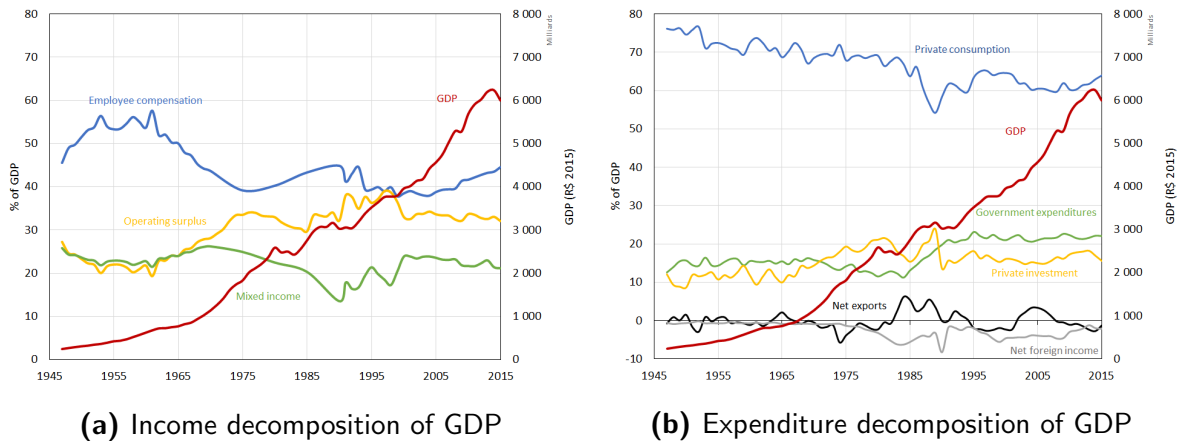 % of GDP
80
70
60
50
40
30
20
10
0
8 000
7 000
6 000
5 000
4 000
3 000
2 000
1 000
0
Milliards
GDP (R$ 2015)
Employee compensation
GDP
Operating surplus
Mixed income
1945 1955 1965 1975 1985 1995 2005 2015
(a) Income decomposition of GDP
% of GDP
80
70
60
50
40
30
20
10
0
-10
8 000
7 000
6 000
5 000
4 000
3 000
2 000
1 000
0
Milliards
GDP (R$ 2015)
Private consumption
GDP
Government expenditures
Private investment
Net exports
Net foreign income
1945 1955 1965 1975 1985 1995 2005 2015
(b) Expenditure decomposition of GDP